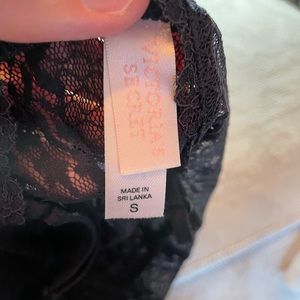 VICTORIA'S
SECRET
MADE IN
SRI LANKA
S